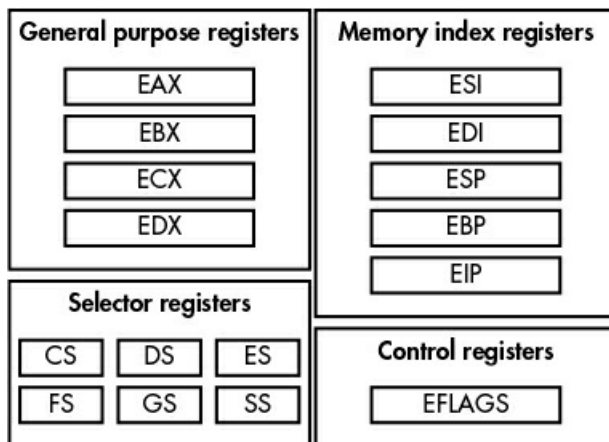 General purpose registers
EAX
EBX
ECX
EDX
Memory index registers
ESI
EDI
ESP
EBP
EIP
Selector registers
CS DS ES
FS GS SS
Control registers
EFLAGS